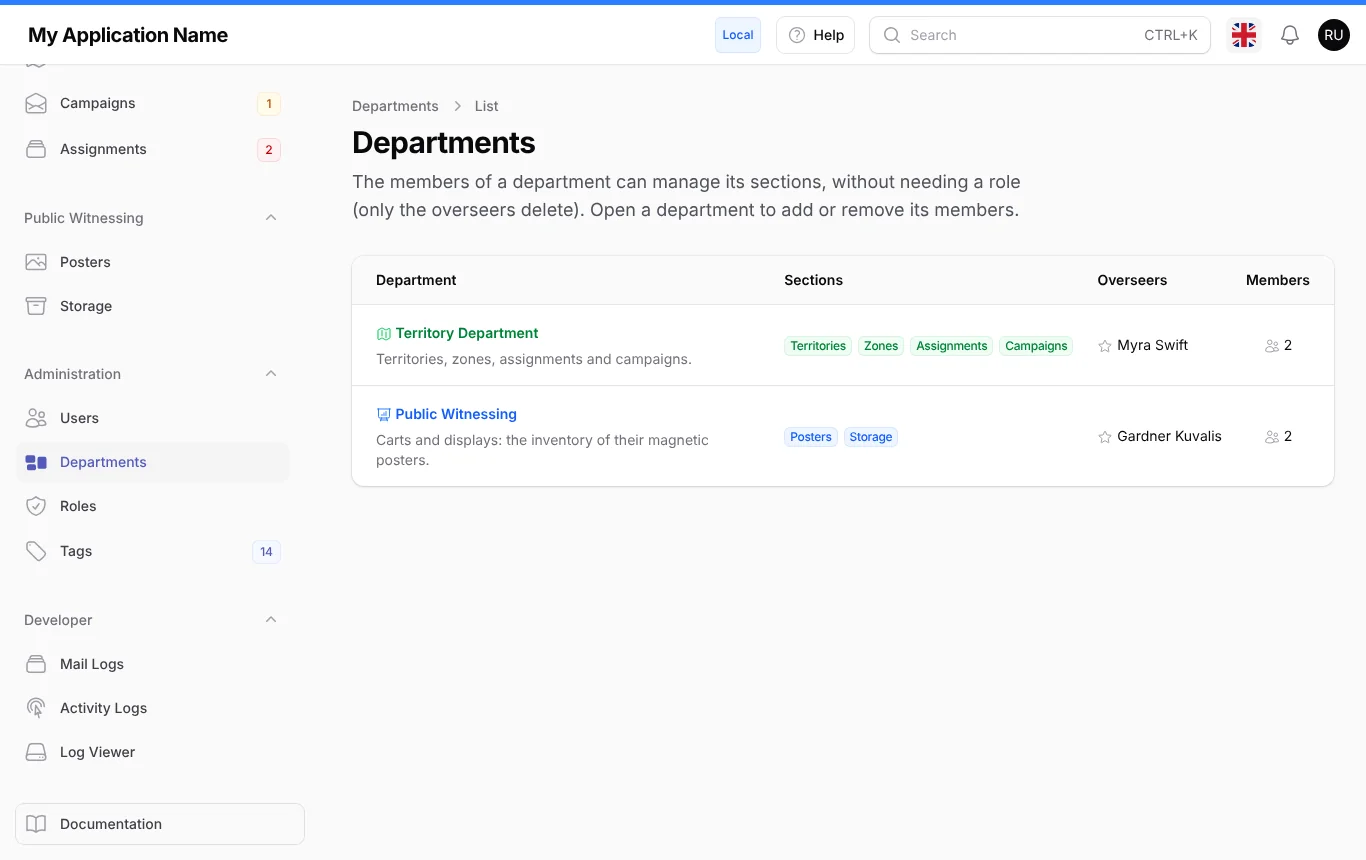 My Application Name
Local
Help
Search
CTRL+K
RU
Campaigns
1
Assignments
2
Public Witnessing
Posters
Storage
Administration
Users
Departments
Roles
Tags
14
Developer
Mail Logs
Activity Logs
Log Viewer
Documentation
Departments > List
Departments
The members of a department can manage its sections, without needing a role
(only the overseers delete). Open a department to add or remove its members.
Department Sections Overseers Members
Territory Department
Territories, zones, assignments and campaigns.
Territories Zones Assignments Campaigns
Myra Swift
2
Public Witnessing
Carts and displays: the inventory of their magnetic
posters.
Posters Storage
Gardner Kuvalis
2